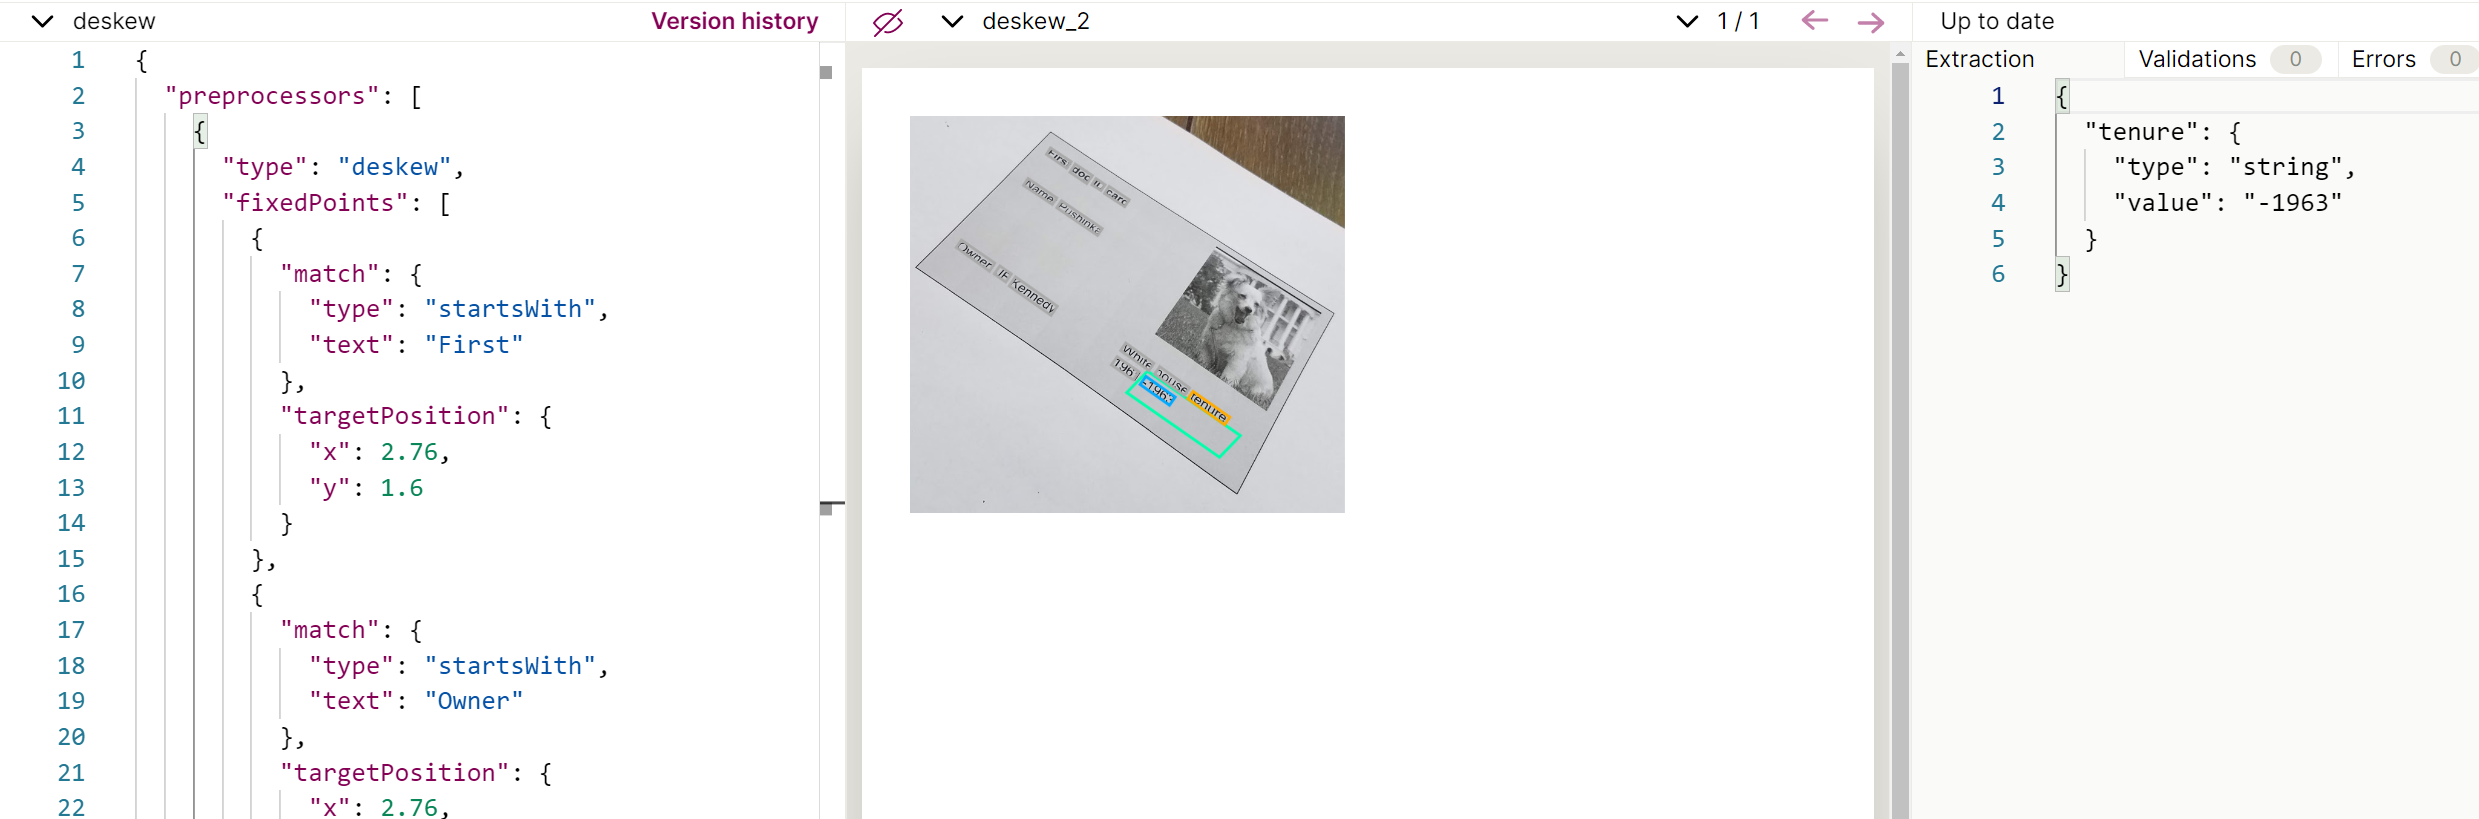 deskew Version history
deskew_2 1 / 1
Up to date
Extraction Validations 0 Errors 0
1 {
2 "preprocessors": [
3 {
4 "type": "deskew",
5 "fixedPoints": [
6 {
7 "match": {
8 "type": "startsWith",
9 "text": "First"
10 },
11 "targetPosition": {
12 "x": 2.76,
13 "y": 1.6
14 }
15 },
16 {
17 "match": {
18 "type": "startsWith",
19 "text": "Owner"
20 },
21 "targetPosition": {
22 "x": 2.76,
First doc card
Name Pushinka
Owner JF Kennedy
White house tenure
1961-1963
1 {
2 "tenure": {
3 "type": "string",
4 "value": "-1963"
5 }
6 }